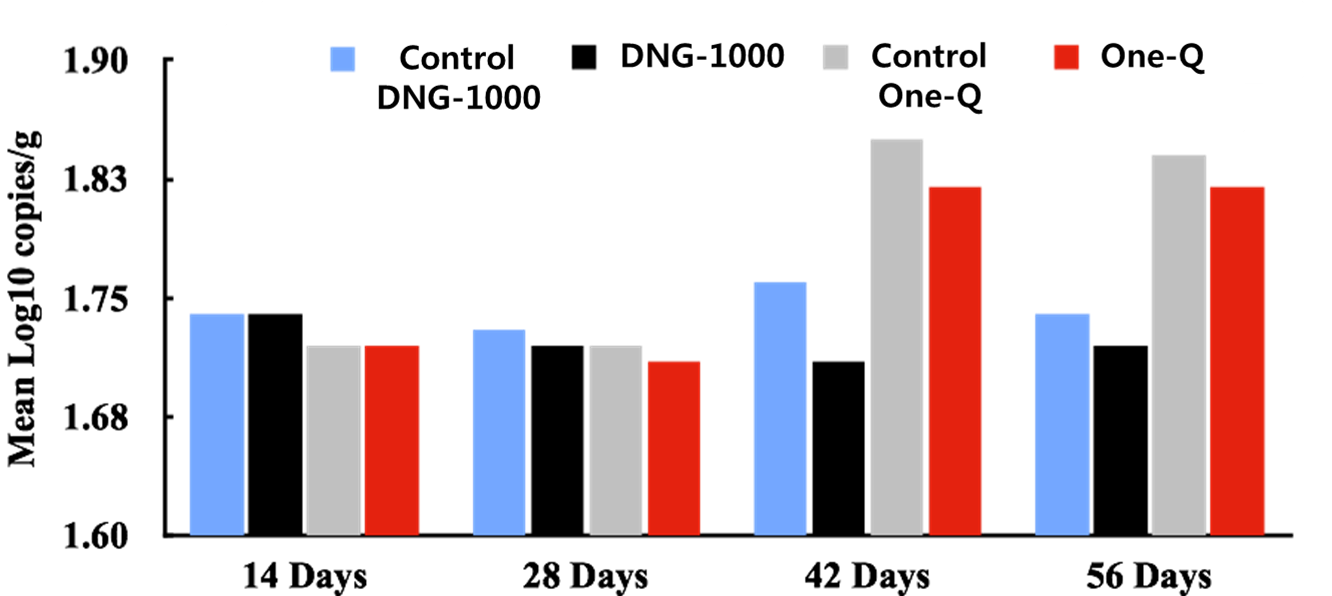 Control DNG-1000 Control One-Q
DNG-1000 One-Q
1.90
1.83
1.75
1.68
1.60
Mean Log10 copies/g
14 Days 28 Days 42 Days 56 Days